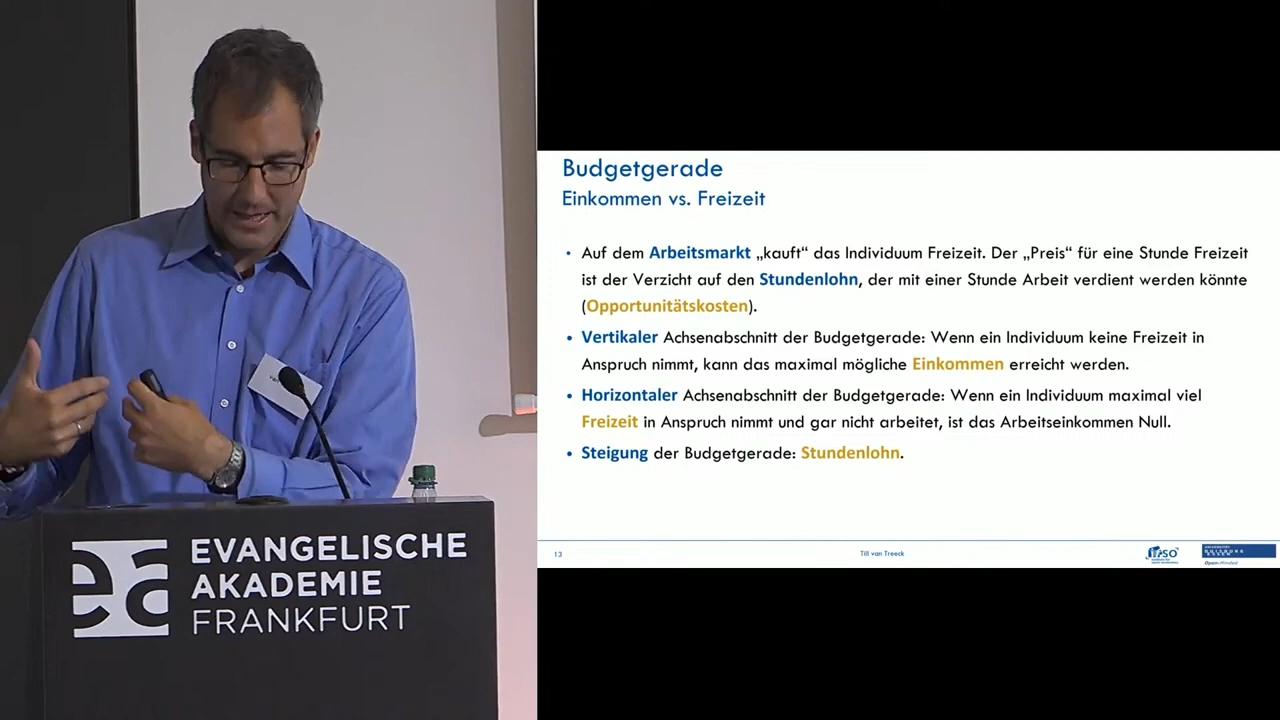 Budgetgerade
Einkommen vs. Freizeit
• Auf dem Arbeitsmarkt „kauft“ das Individuum Freizeit. Der „Preis“ für eine Stunde Freizeit
ist der Verzicht auf den Stundenlohn, der mit einer Stunde Arbeit verdient werden könnte
(Opportunitätskosten).
• Vertikaler Achsenabschnitt der Budgetgerade: Wenn ein Individuum keine Freizeit in
Anspruch nimmt, kann das maximal mögliche Einkommen erreicht werden.
• Horizontaler Achsenabschnitt der Budgetgerade: Wenn ein Individuum maximal viel
Freizeit in Anspruch nimmt und gar nicht arbeitet, ist das Arbeitseinkommen Null.
• Steigung der Budgetgerade: Stundenlohn.
13
Till van Treeck
Open-Minded
ea
EVANGELISCHE
AKADEMIE
FRANKFURT